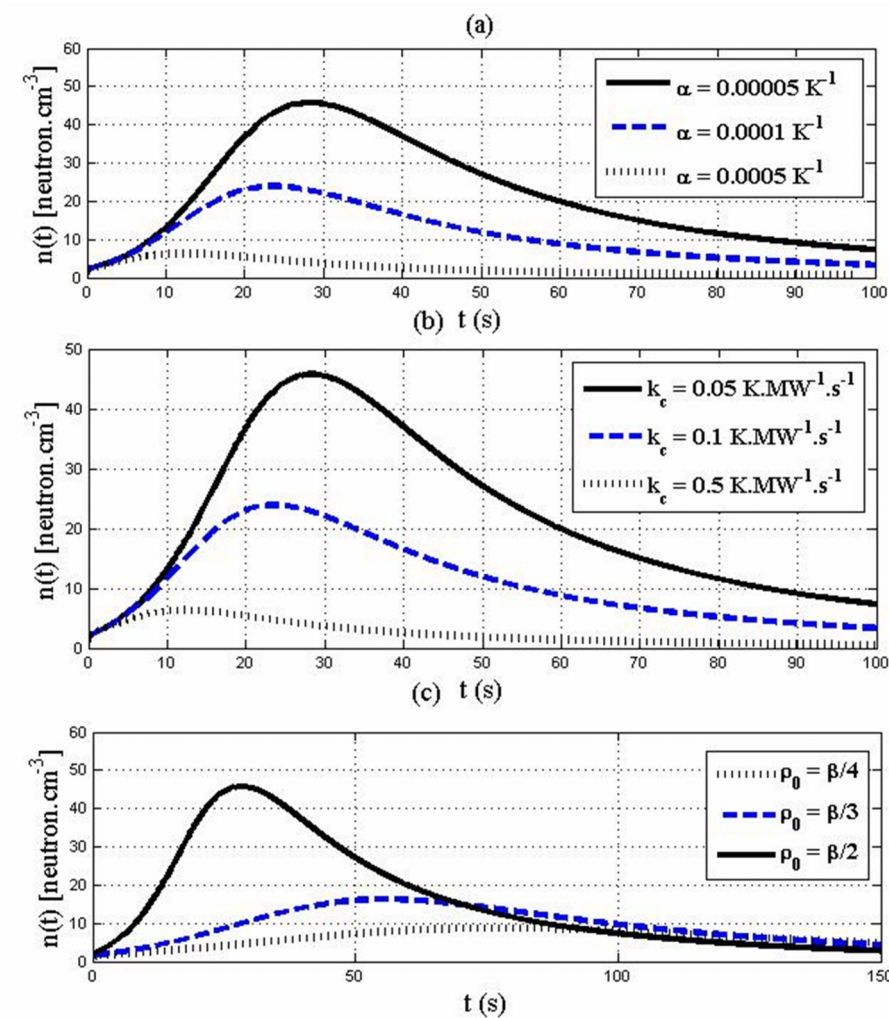 (a)
60
50
40
30
20
10
0
n(t) [neutron.cm-3]
α = 0.00005 K-1
α = 0.0001 K-1
α = 0.0005 K-1
0 10 20 30 40 50 60 70 80 90 100
(b) t (s)
50
40
30
20
10
0
n(t) [neutron.cm-3]
kc = 0.05 K.MW-1.s-1
kc = 0.1 K.MW-1.s-1
kc = 0.5 K.MW-1.s-1
0 10 20 30 40 50 60 70 80 90 100
(c) t (s)
60
50
40
30
20
10
0
n(t) [neutron.cm-3]
ρ0 = β/4
ρ0 = β/3
ρ0 = β/2
0 50 100 150
t (s)